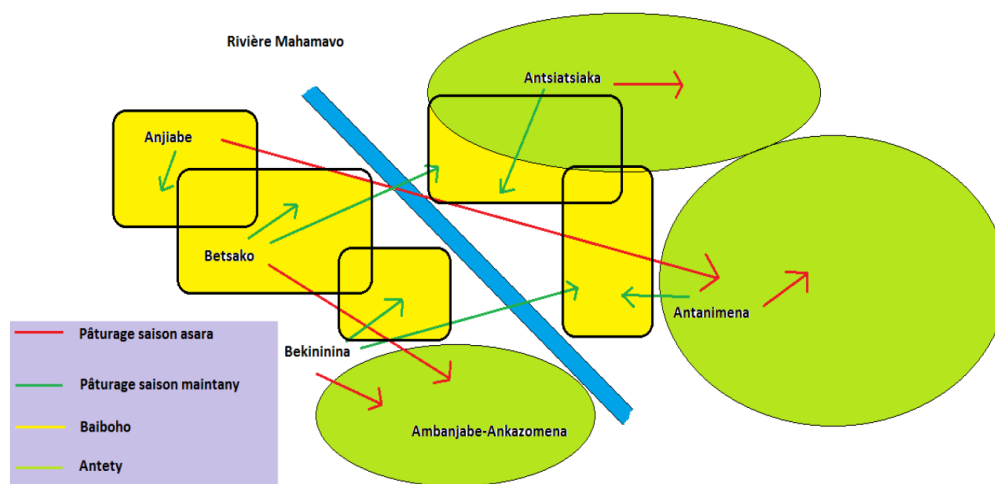 Rivière Mahamavo
Antsiatsiaka
Anjiabe
Betsako
Antanimena
Bekininina
Ambanjabe-Ankazomena
Pâturage saison asara
Pâturage saison maintany
Baiboho
Antety